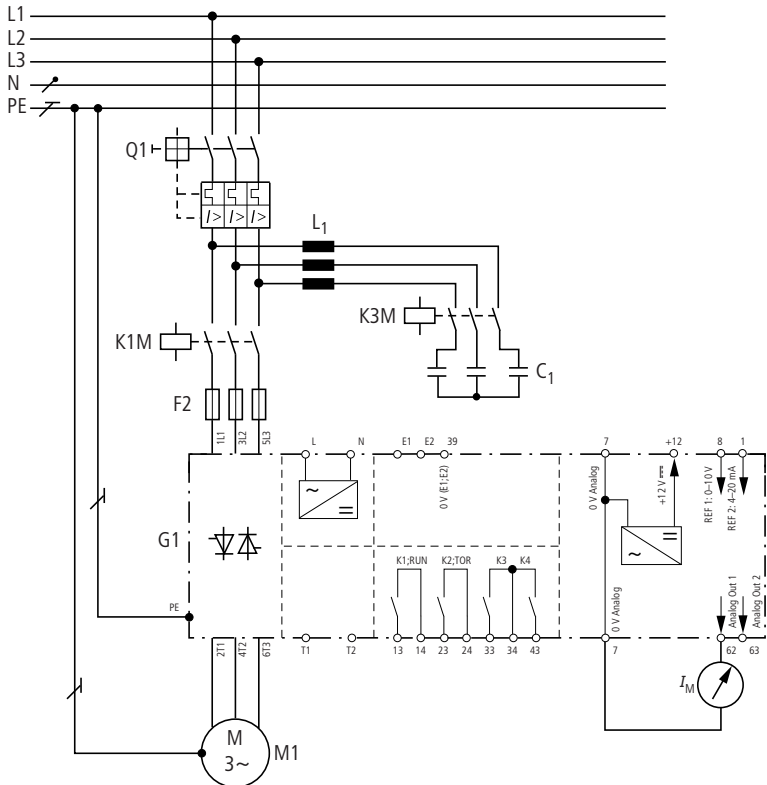 L1
L2
L3
N
PE
Q1
I> I> I>
L1
K3M
K1M
C1
F2
1L1
3L2
5L3
L
N
E1
E2
39
7
+12
8
1
0 V (E1;E2)
0 V Analog
+12 V
REF 1: 0–10 V
REF 2: 4–20 mA
~
=
=
~
G1
K1;RUN
K2;TOR
K3
K4
PE
0 V Analog
Analog Out 1
Analog Out 2
2T1
4T2
6T3
T1
T2
13
14
23
24
33
34
43
7
62
63
IM
M
3~
M1